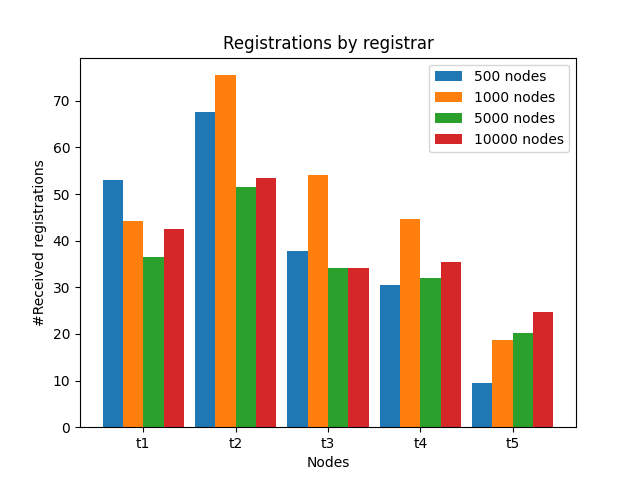 Registrations by registrar
500 nodes
1000 nodes
5000 nodes
10000 nodes
#Received registrations
70
60
50
40
30
20
10
0
t1 t2 t3 t4 t5
Nodes